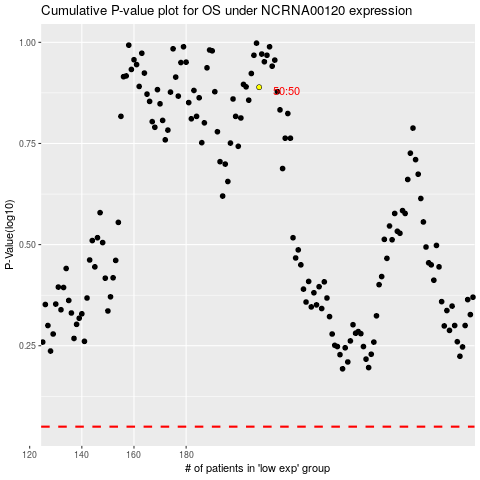 Cumulative P-value plot for OS under NCRNA00120 expression
P-Value(log10)
1.00
0.75
0.50
0.25
50:50
120 140 160 180
# of patients in 'low exp' group